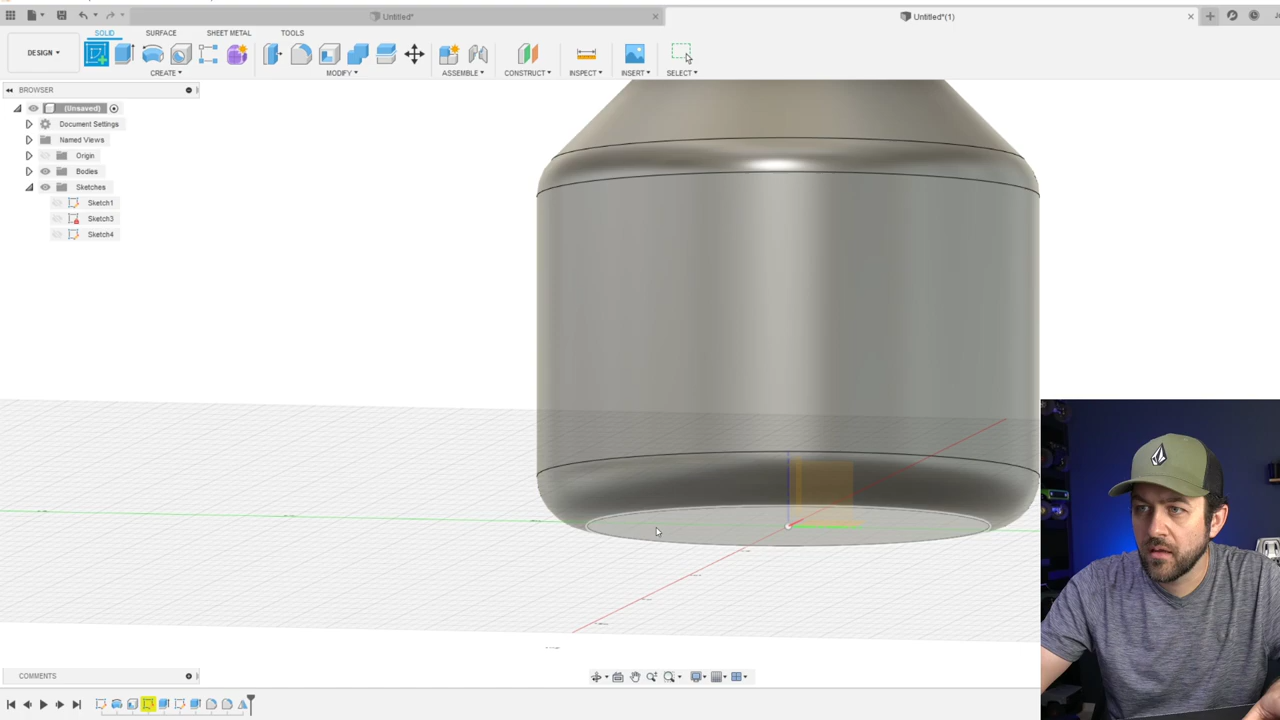 Untitled*
Untitled*(1)
SOLID
SURFACE
SHEET METAL
TOOLS
DESIGN
CREATE
MODIFY
ASSEMBLE
CONSTRUCT
INSPECT
INSERT
SELECT
BROWSER
(Unsaved)
Document Settings
Named Views
Origin
Bodies
Sketches
Sketch1
Sketch3
Sketch4
COMMENTS